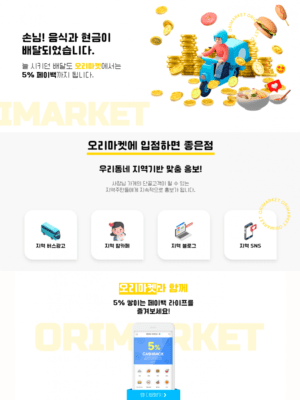 손님! 음식과 현금이
배달되었습니다.
늘 시키던 배달도 오리마켓에서는
5% 페이백까지 됩니다.
IMARKET
오리마켓에 입점하면 좋은점
우리동네 지역기반 맞춤 홍보!
사장님 가게의 단골고객이 될 수 있는
지역주민들에게 지속적으로 홍보가 됩니다.
지역 버스광고
지역 맘카페
지역 블로그
지역 SNS
오리마켓과 함께
5% 쌓이는 페이백 라이프를
즐겨보세요!
ORIMARKET
5%